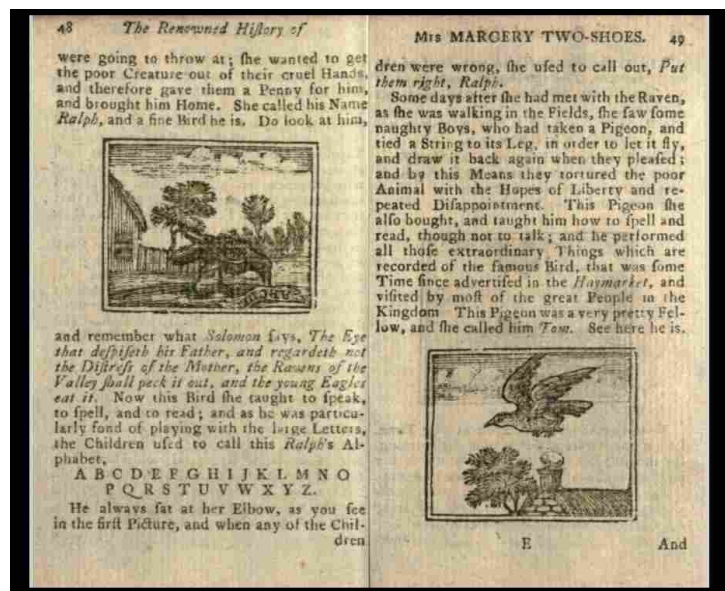 48 The Renowned Hiſtory of
were going to throw at; ſhe wanted to get
the poor Creature out of their cruel Hands,
and therefore gave them a Penny for him,
and brought him Home. She called his Name
Ralph, and a fine Bird he is. Do look at him,
and remember what Solomon ſays, The Eye
that deſpiſeth his Father, and regardeth not
the Diſtreſs of the Mother, the Ravens of the
Valley ſhall peck it out, and the young Eagles
eat it. Now this Bird ſhe taught to ſpeak,
to ſpell, and to read; and as he was particu-
larly fond of playing with the large Letters,
the Children uſed to call this Ralph's Al-
phabet,
A B C D E F G H I J K L M N O
P Q R S T U V W X Y Z.
He always ſat at her Elbow, as you ſee
in the firſt Picture, and when any of the Chil-
dren
Mrs MARGERY TWO-SHOES. 49
dren were wrong, ſhe uſed to call out, Put
them right, Ralph.
Some days after ſhe had met with the Raven,
as ſhe was walking in the Fields, ſhe ſaw ſome
naughty Boys, who had taken a Pigeon, and
tied a String to its Leg, in order to let it fly,
and draw it back again when they pleaſed;
and by this Means they tortured the poor
Animal with the Hopes of Liberty and re-
peated Diſappointment. This Pigeon ſhe
alſo bought, and taught him how to ſpell and
read, though not to talk; and he performed
all thoſe extraordinary Things which are
recorded of the famous Bird, that was ſome
Time ſince advertiſed in the Haymarket, and
viſited by moſt of the great People in the
Kingdom This Pigeon was a very pretty Fel-
low, and ſhe called him Tom. See here he is.
E And